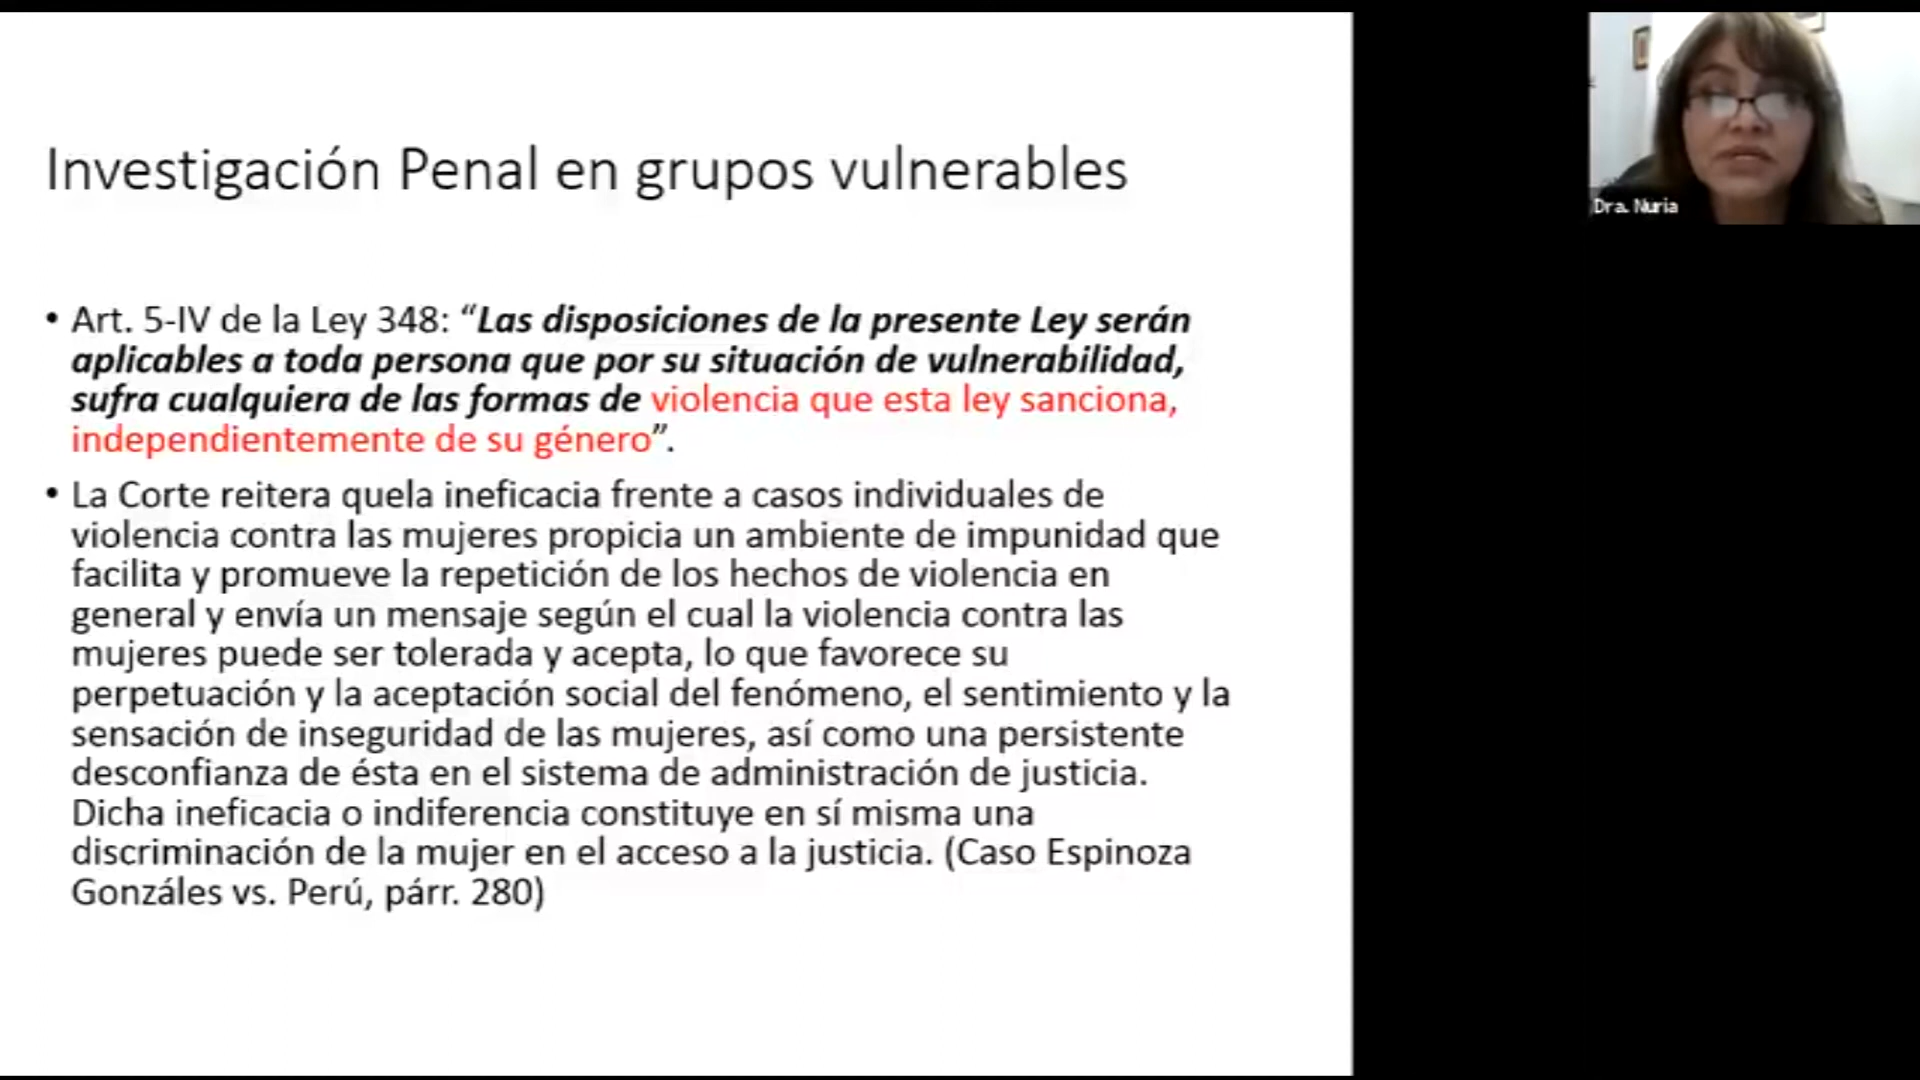 Investigación Penal en grupos vulnerables
• Art. 5-IV de la Ley 348: “Las disposiciones de la presente Ley serán
aplicables a toda persona que por su situación de vulnerabilidad,
sufra cualquiera de las formas de violencia que esta ley sanciona,
independientemente de su género”.
• La Corte reitera quela ineficacia frente a casos individuales de
violencia contra las mujeres propicia un ambiente de impunidad que
facilita y promueve la repetición de los hechos de violencia en
general y envía un mensaje según el cual la violencia contra las
mujeres puede ser tolerada y acepta, lo que favorece su
perpetuación y la aceptación social del fenómeno, el sentimiento y la
sensación de inseguridad de las mujeres, así como una persistente
desconfianza de ésta en el sistema de administración de justicia.
Dicha ineficacia o indiferencia constituye en sí misma una
discriminación de la mujer en el acceso a la justicia. (Caso Espinoza
Gonzáles vs. Perú, párr. 280)
Dra. Nuria